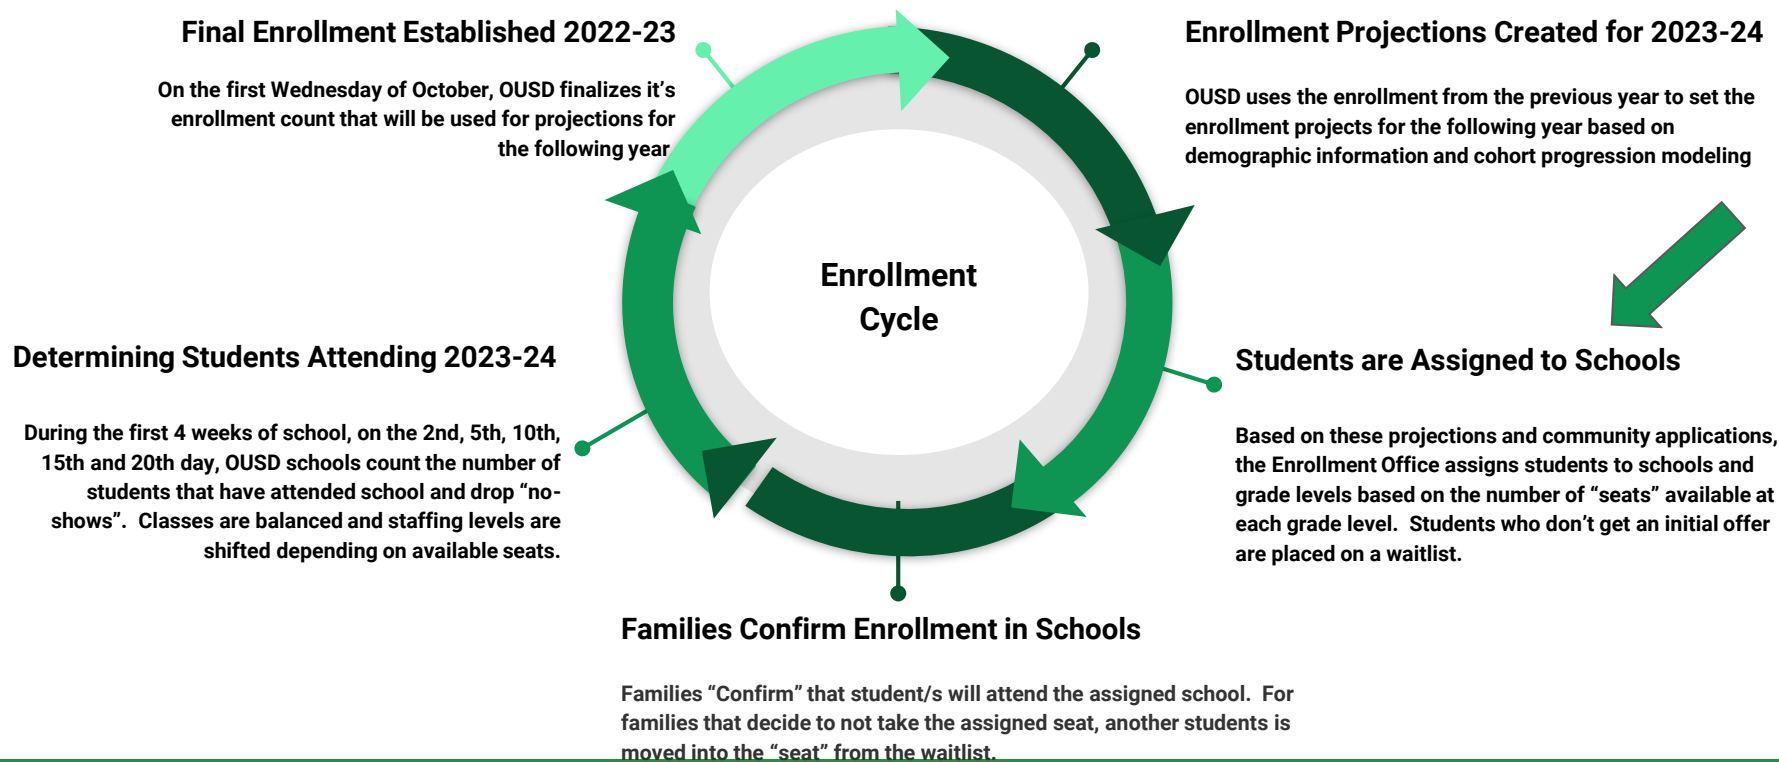 Final Enrollment Established 2022-23
On the first Wednesday of October, OUSD finalizes it’s
enrollment count that will be used for projections for
the following year.
Enrollment Projections Created for 2023-24
OUSD uses the enrollment from the previous year to set the
enrollment projects for the following year based on
demographic information and cohort progression modeling
Enrollment
Cycle
Students are Assigned to Schools
Based on these projections and community applications,
the Enrollment Office assigns students to schools and
grade levels based on the number of “seats” available at
each grade level.  Students who don’t get an initial offer
are placed on a waitlist.
Families Confirm Enrollment in Schools
Families “Confirm” that student/s will attend the assigned school.  For
families that decide to not take the assigned seat, another students is
moved into the “seat” from the waitlist.
Determining Students Attending 2023-24
During the first 4 weeks of school, on the 2nd, 5th, 10th,
15th and 20th day, OUSD schools count the number of
students that have attended school and drop “no-
shows”.  Classes are balanced and staffing levels are
shifted depending on available seats.